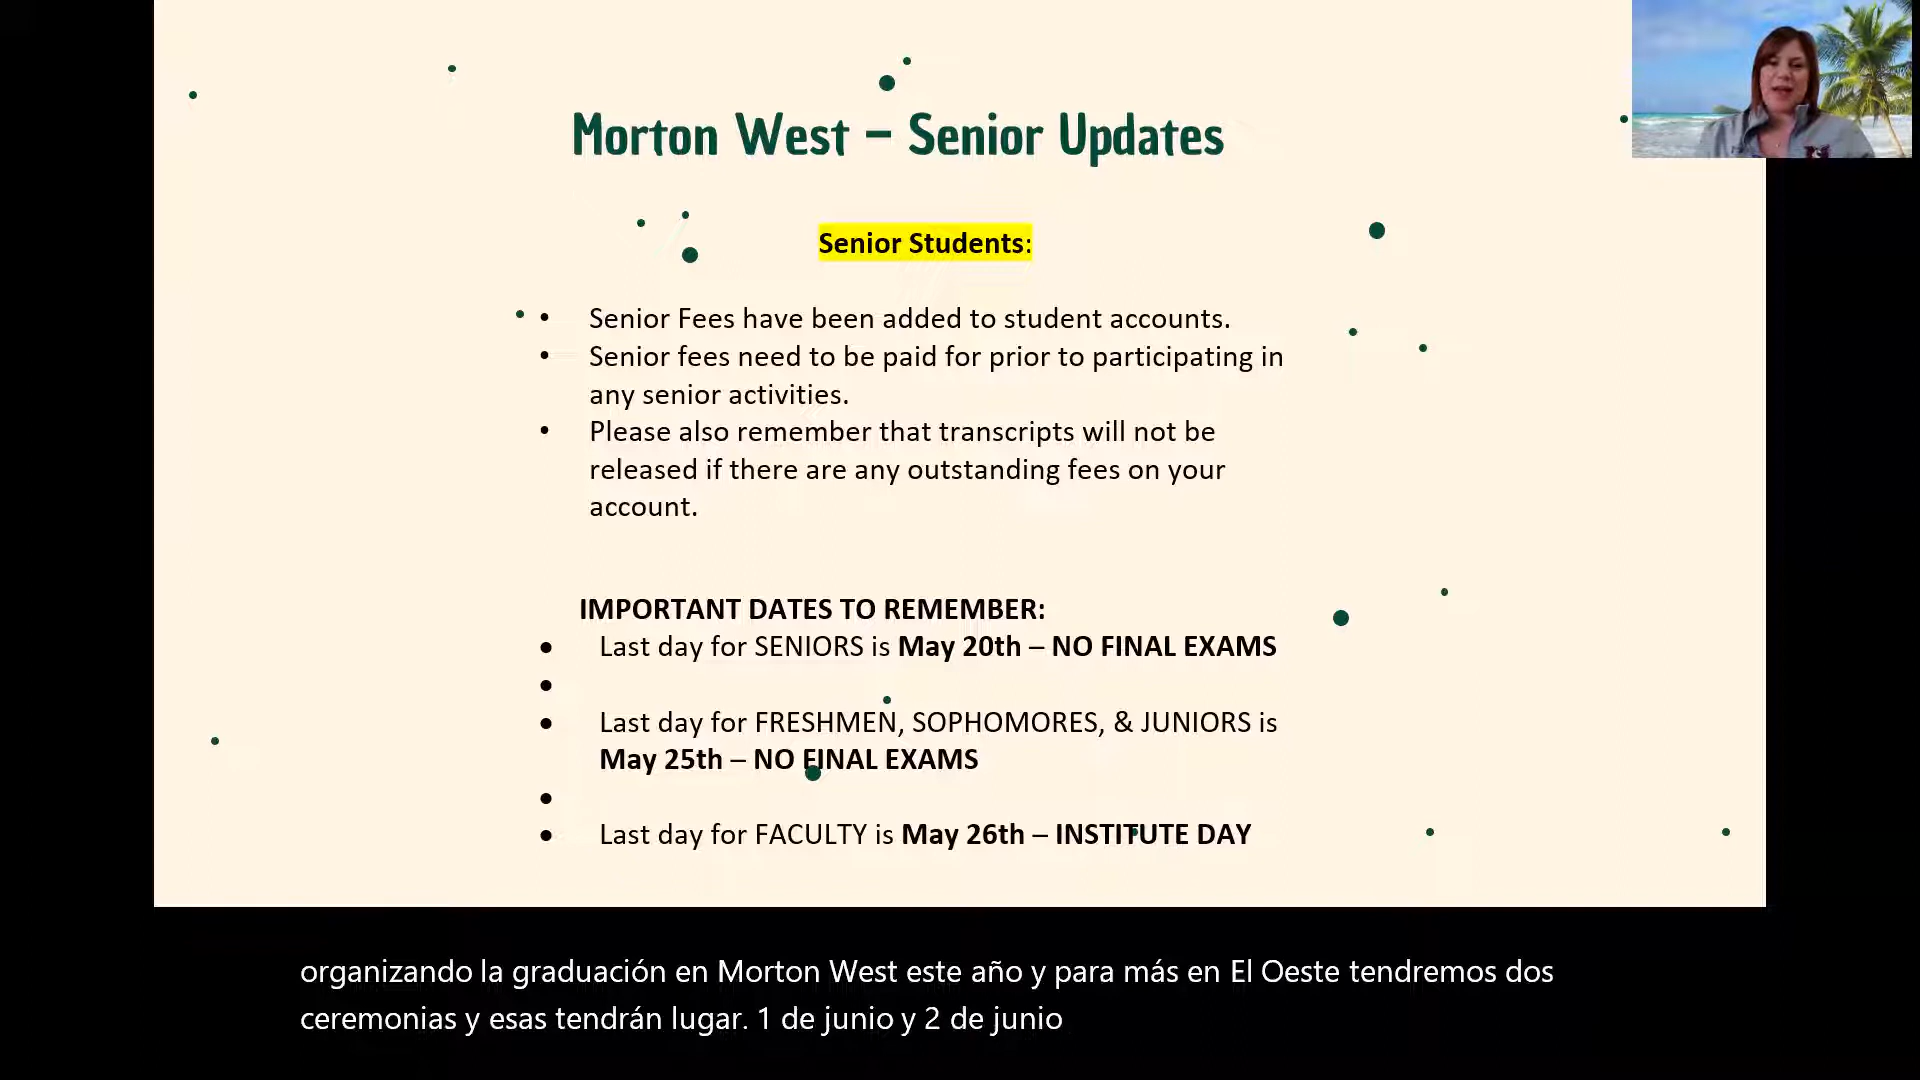 Morton West – Senior Updates
Senior Students:
• Senior Fees have been added to student accounts.
• Senior fees need to be paid for prior to participating in
any senior activities.
• Please also remember that transcripts will not be
released if there are any outstanding fees on your
account.
IMPORTANT DATES TO REMEMBER:
• Last day for SENIORS is May 20th – NO FINAL EXAMS
•
• Last day for FRESHMEN, SOPHOMORES, & JUNIORS is
May 25th – NO FINAL EXAMS
•
• Last day for FACULTY is May 26th – INSTITUTE DAY
organizando la graduación en Morton West este año y para más en El Oeste tendremos dos
ceremonias y esas tendrán lugar. 1 de junio y 2 de junio